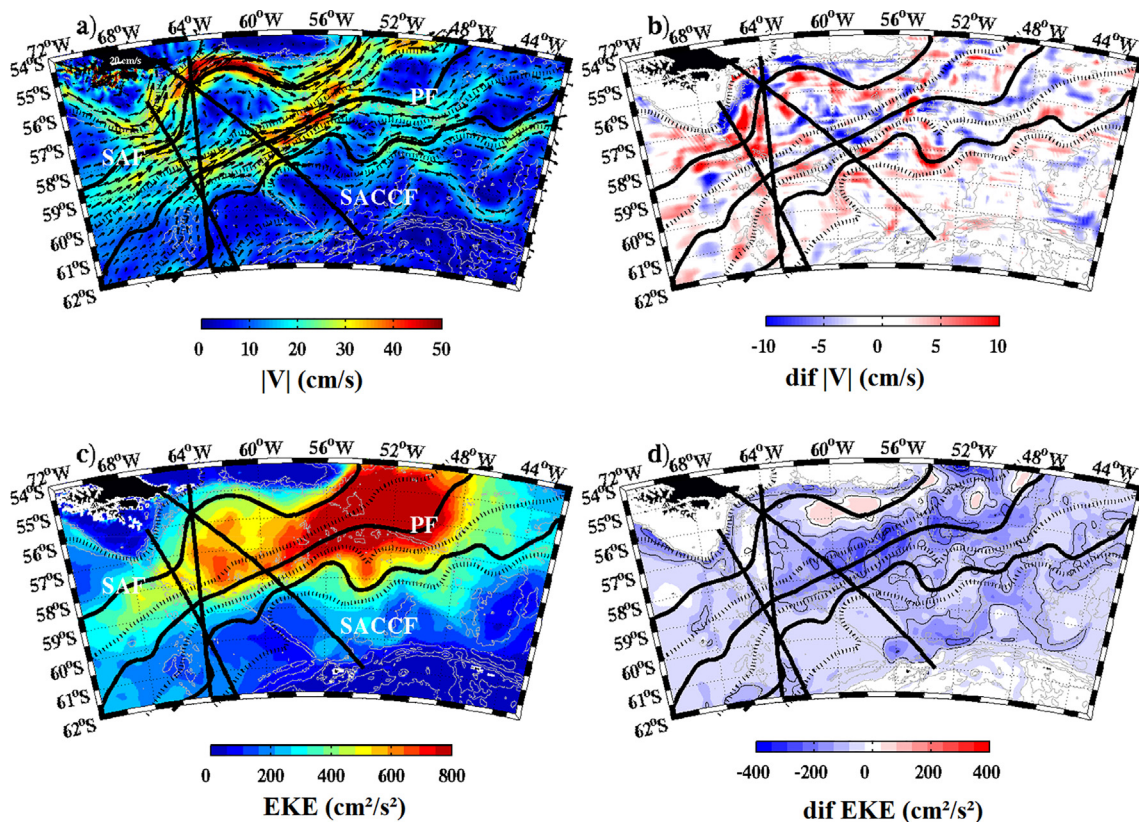 a)
72°W 68°W 64°W 60°W 56°W 52°W 48°W 44°W
54°S
55°S
56°S
57°S
58°S
59°S
60°S
61°S
62°S
20 cm/s
PF
SAF
SACCF
0 10 20 30 40 50
|V| (cm/s)
b)
72°W 68°W 64°W 60°W 56°W 52°W 48°W 44°W
54°S
55°S
56°S
57°S
58°S
59°S
60°S
61°S
62°S
-10 -5 0 5 10
dif |V| (cm/s)
c)
72°W 68°W 64°W 60°W 56°W 52°W 48°W 44°W
54°S
55°S
56°S
57°S
58°S
59°S
60°S
61°S
62°S
PF
SAF
SACCF
0 200 400 600 800
EKE (cm²/s²)
d)
72°W 68°W 64°W 60°W 56°W 52°W 48°W 44°W
54°S
55°S
56°S
57°S
58°S
59°S
60°S
61°S
62°S
-400 -200 0 200 400
dif EKE (cm²/s²)